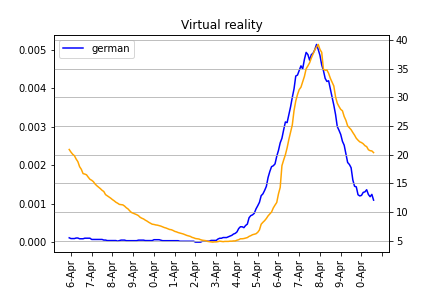 Virtual reality
german
0.005
0.004
0.003
0.002
0.001
0.000
40
35
30
25
20
15
10
5
6-Apr
7-Apr
8-Apr
9-Apr
0-Apr
1-Apr
2-Apr
3-Apr
4-Apr
5-Apr
6-Apr
7-Apr
8-Apr
9-Apr
0-Apr